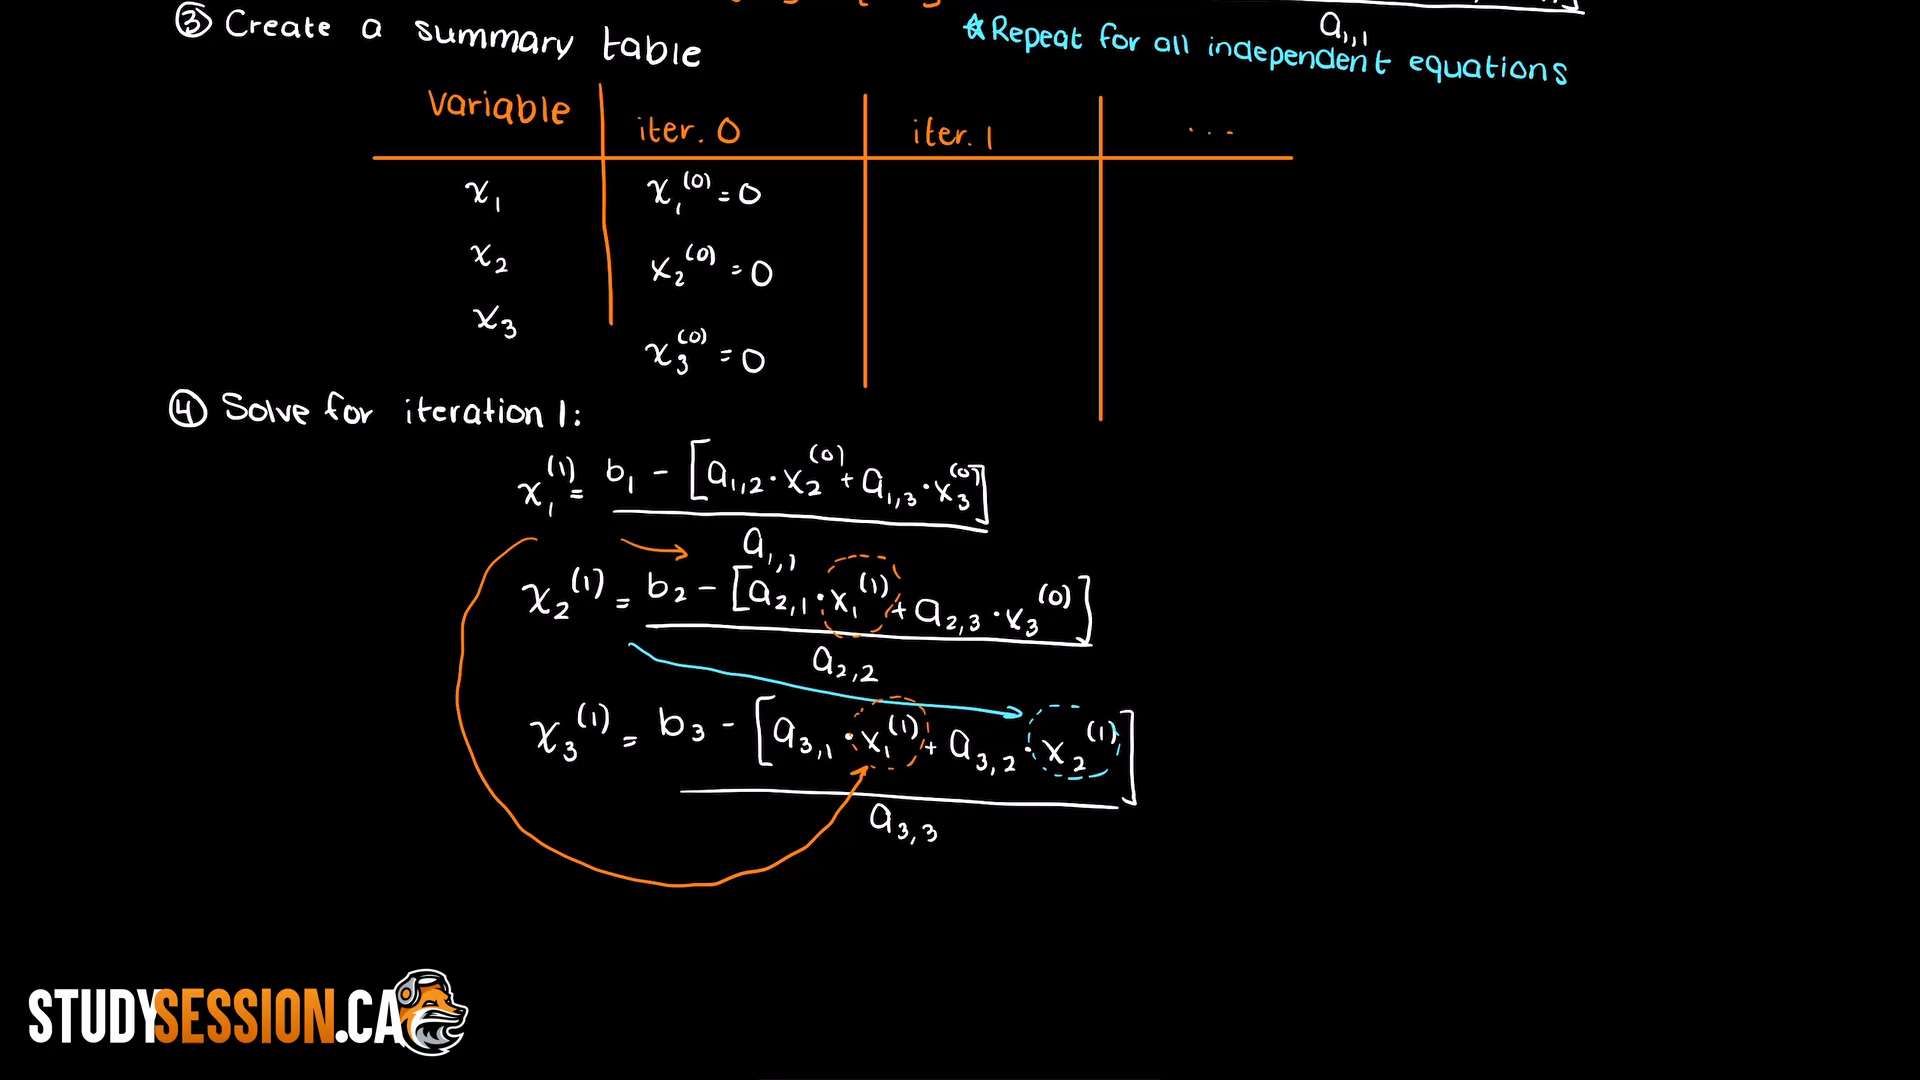 ③ Create a summary table
a₁,₁
*Repeat for all independent equations
variable iter. 0 iter. 1 ...
x₁ x₁⁽⁰⁾ = 0
x₂ x₂⁽⁰⁾ = 0
x₃ x₃⁽⁰⁾ = 0
④ Solve for iteration 1:
x₁⁽¹⁾ = b₁ - [a₁,₂ · x₂⁽⁰⁾ + a₁,₃ · x₃⁽⁰⁾]
a₁,₁
x₂⁽¹⁾ = b₂ - [a₂,₁ · x₁⁽¹⁾ + a₂,₃ · x₃⁽⁰⁾]
a₂,₂
x₃⁽¹⁾ = b₃ - [a₃,₁ · x₁⁽¹⁾ + a₃,₂ · x₂⁽¹⁾]
a₃,₃
STUDYSESSION.CA